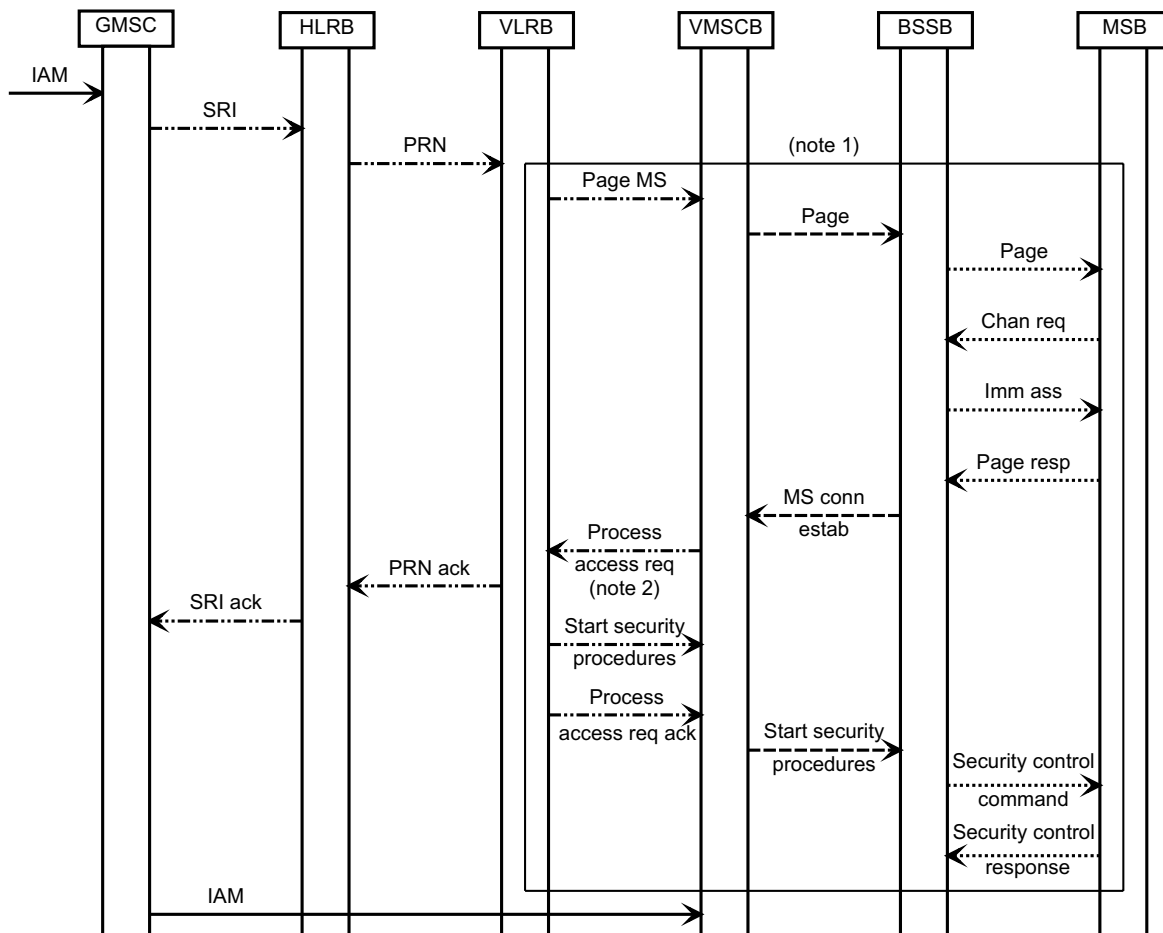 GMSC
HLRB
VLRB
VMSCB
BSSB
MSB
IAM
SRI
PRN
(note 1)
Page MS
Page
Page
Chan req
Imm ass
Page resp
MS conn
estab
Process
access req
(note 2)
PRN ack
SRI ack
Start security
procedures
Process
access req ack
Start security
procedures
Security control
command
Security control
response
IAM